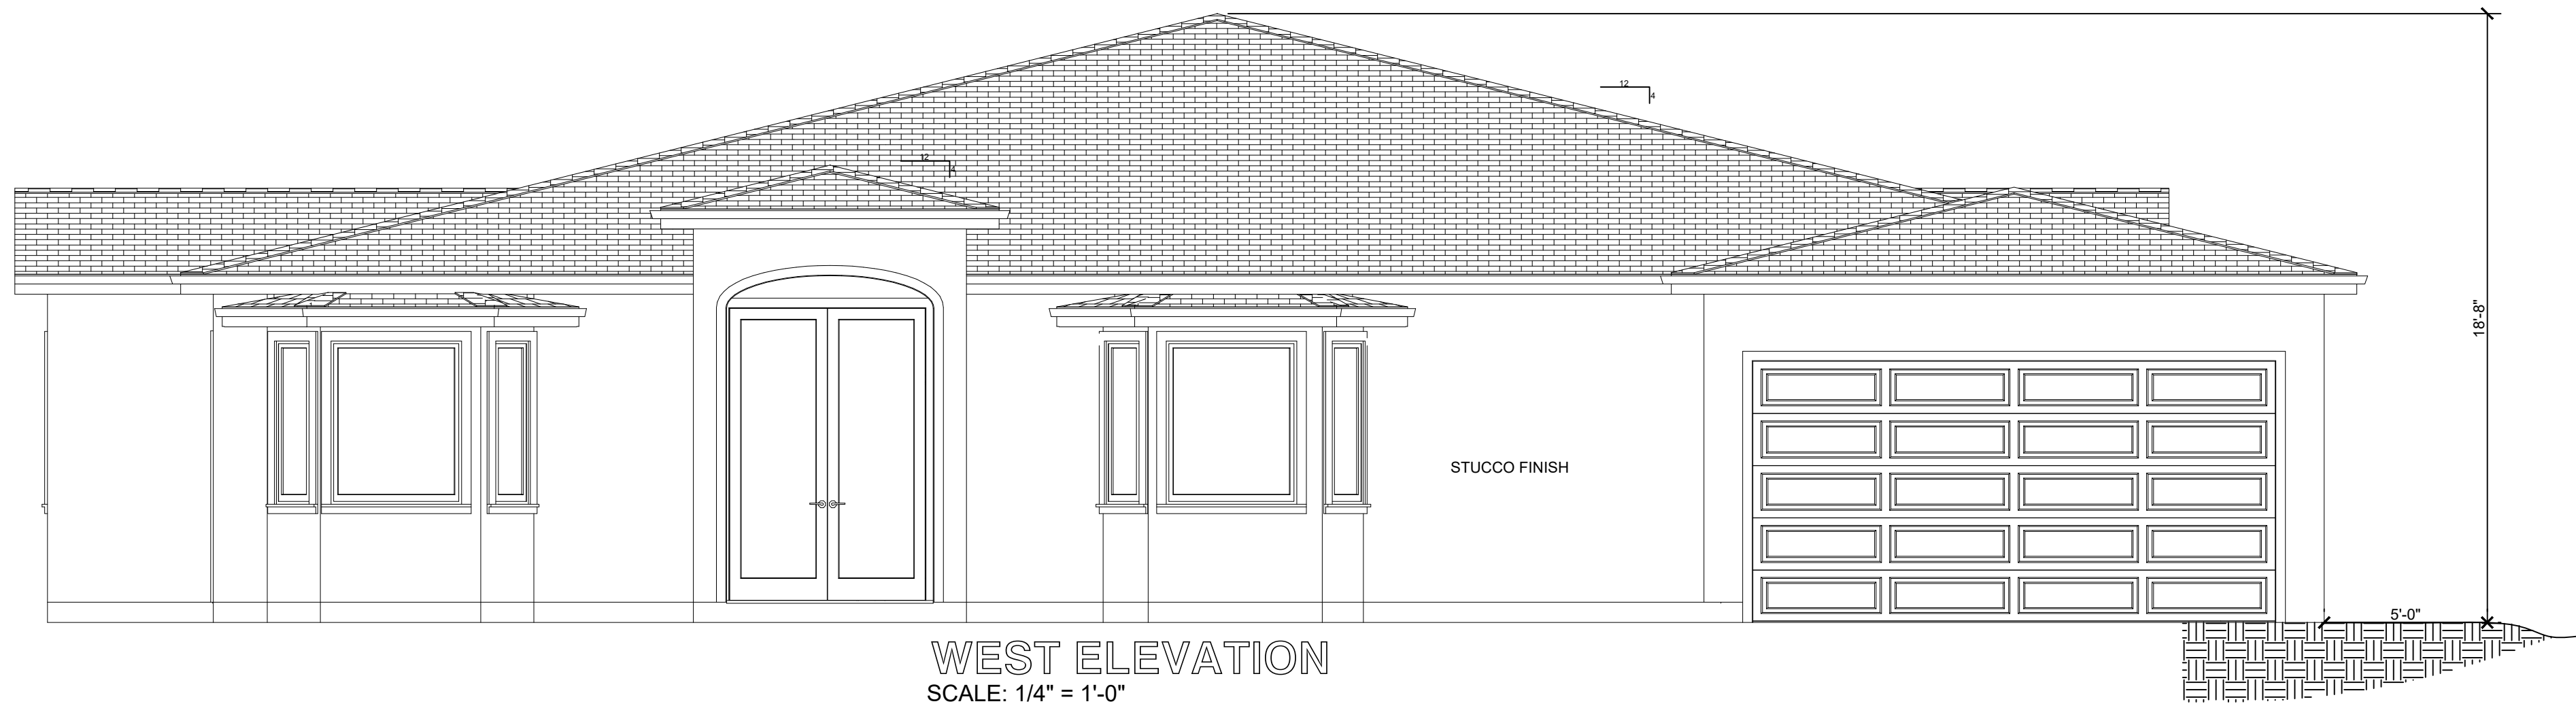 12
4
12
4
18'-8"
STUCCO FINISH
5'-0"
WEST ELEVATION
SCALE: 1/4" = 1'-0"